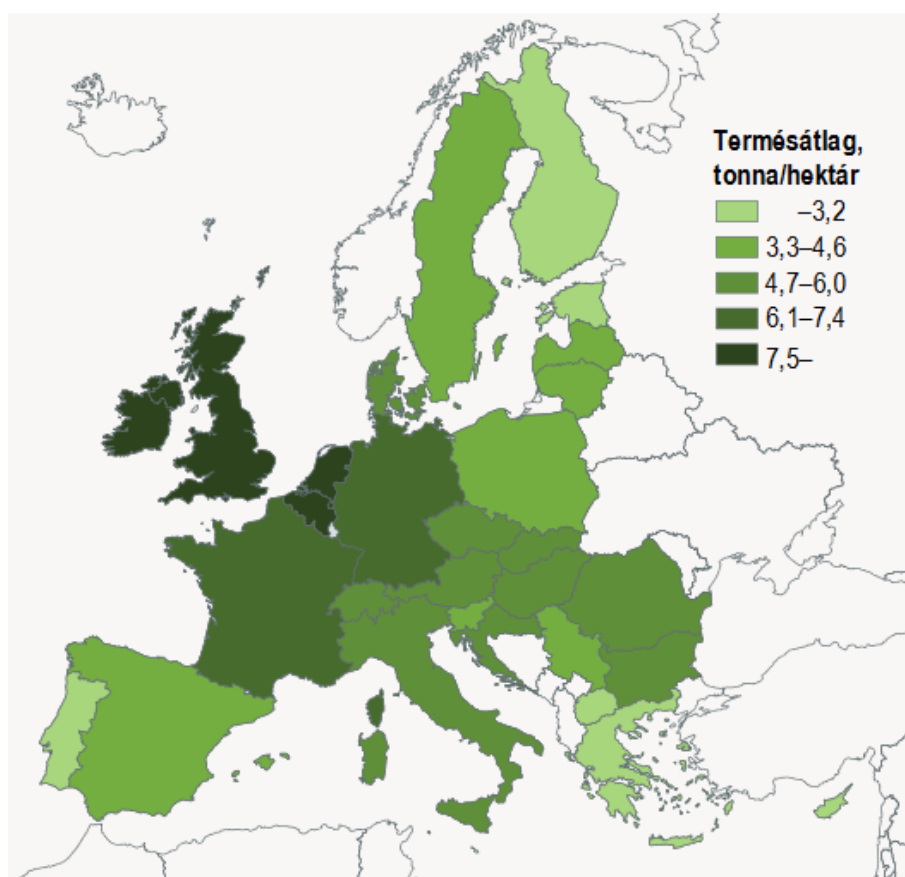 Termésátlag,
tonna/hektár
–3,2
3,3–4,6
4,7–6,0
6,1–7,4
7,5–